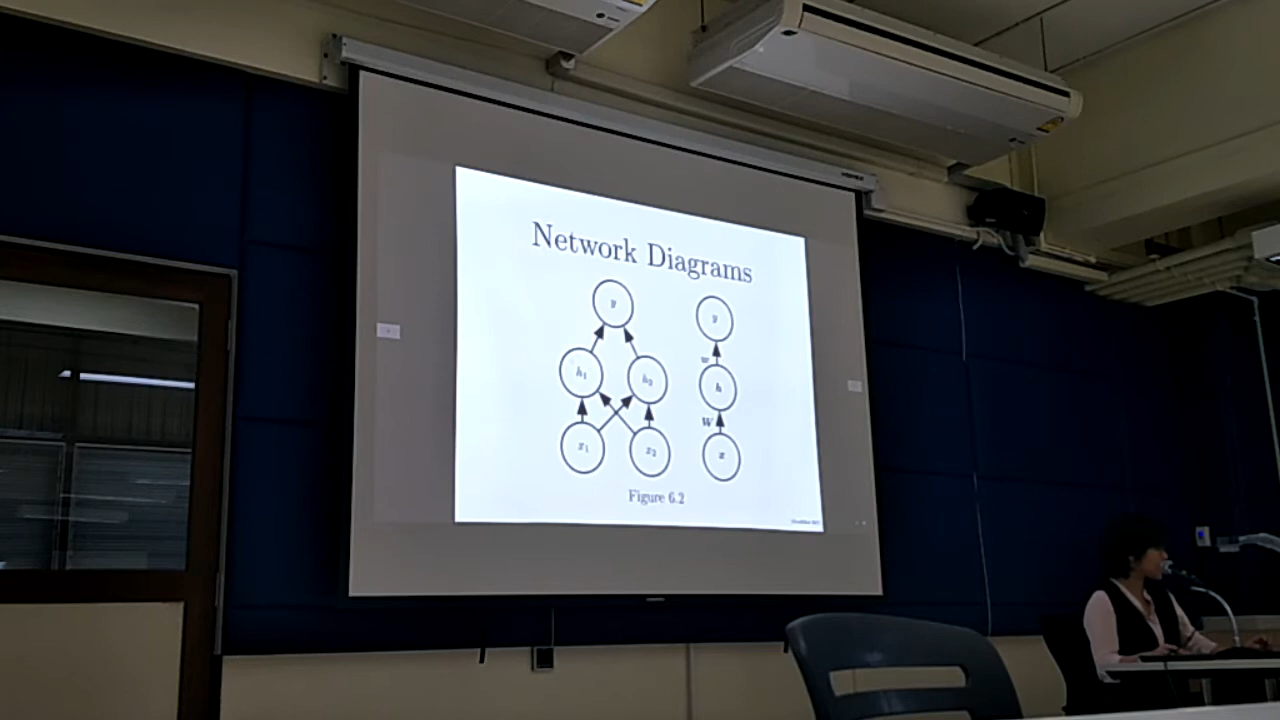 Network Diagrams
y
y
w
h₁
h₂
h
W
x₁
x₂
x
Figure 6.2